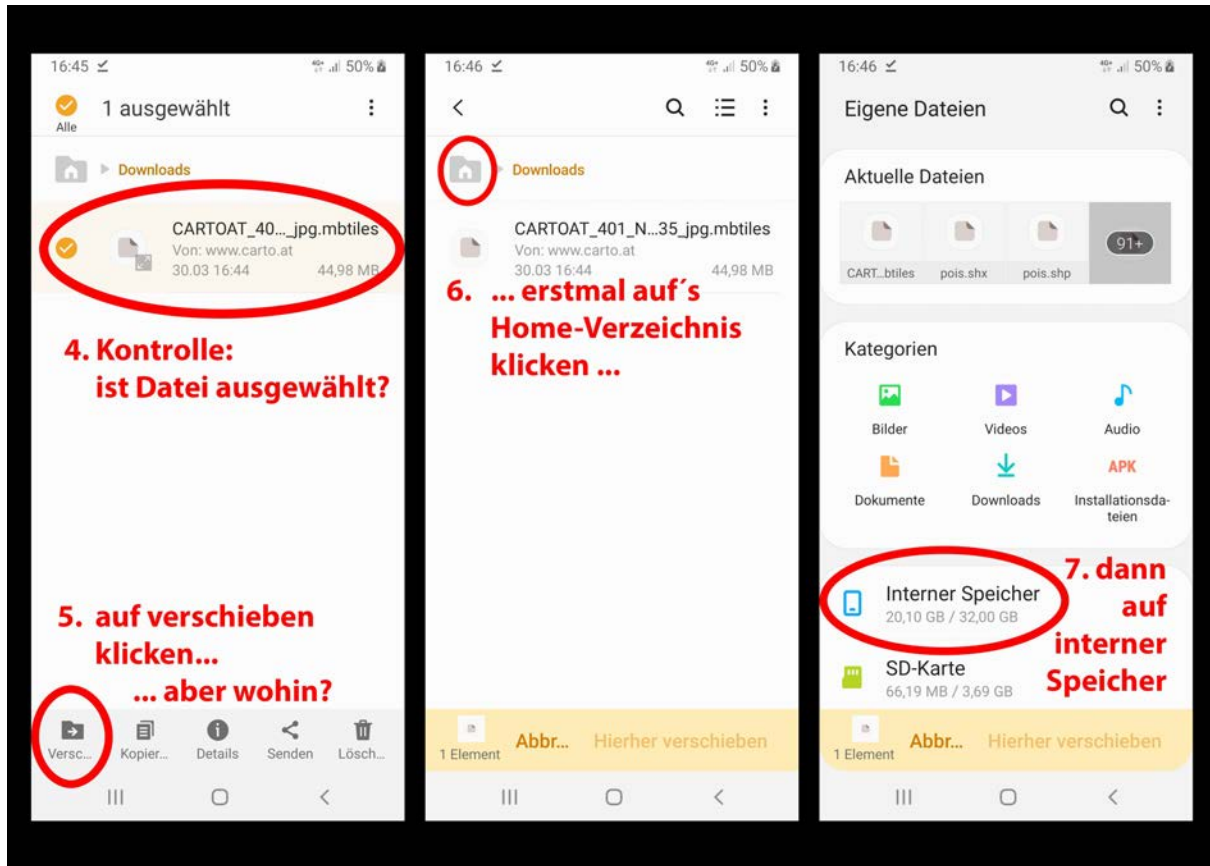 16:45
50%
Alle
1 ausgewählt
Downloads
CARTOAT_40..._jpg.mbtiles
Von: www.carto.at
30.03 16:44 44,98 MB
4. Kontrolle:
ist Datei ausgewählt?
5. auf verschieben
klicken...
... aber wohin?
Versc... Kopier... Details Senden Lösch...
16:46
50%
Downloads
CARTOAT_401_N...35_jpg.mbtiles
Von: www.carto.at
30.03 16:44 44,98 MB
6. ... erstmal auf´s
Home-Verzeichnis
klicken ...
1 Element Abbr... Hierher verschieben
16:46
50%
Eigene Dateien
Aktuelle Dateien
CART...btiles pois.shx pois.shp 91+
Kategorien
Bilder Videos Audio
APK
Dokumente Downloads Installationsda-
teien
Interner Speicher
20,10 GB / 32,00 GB
7. dann
auf
interner
Speicher
SD-Karte
66,19 MB / 3,69 GB
1 Element Abbr... Hierher verschieben